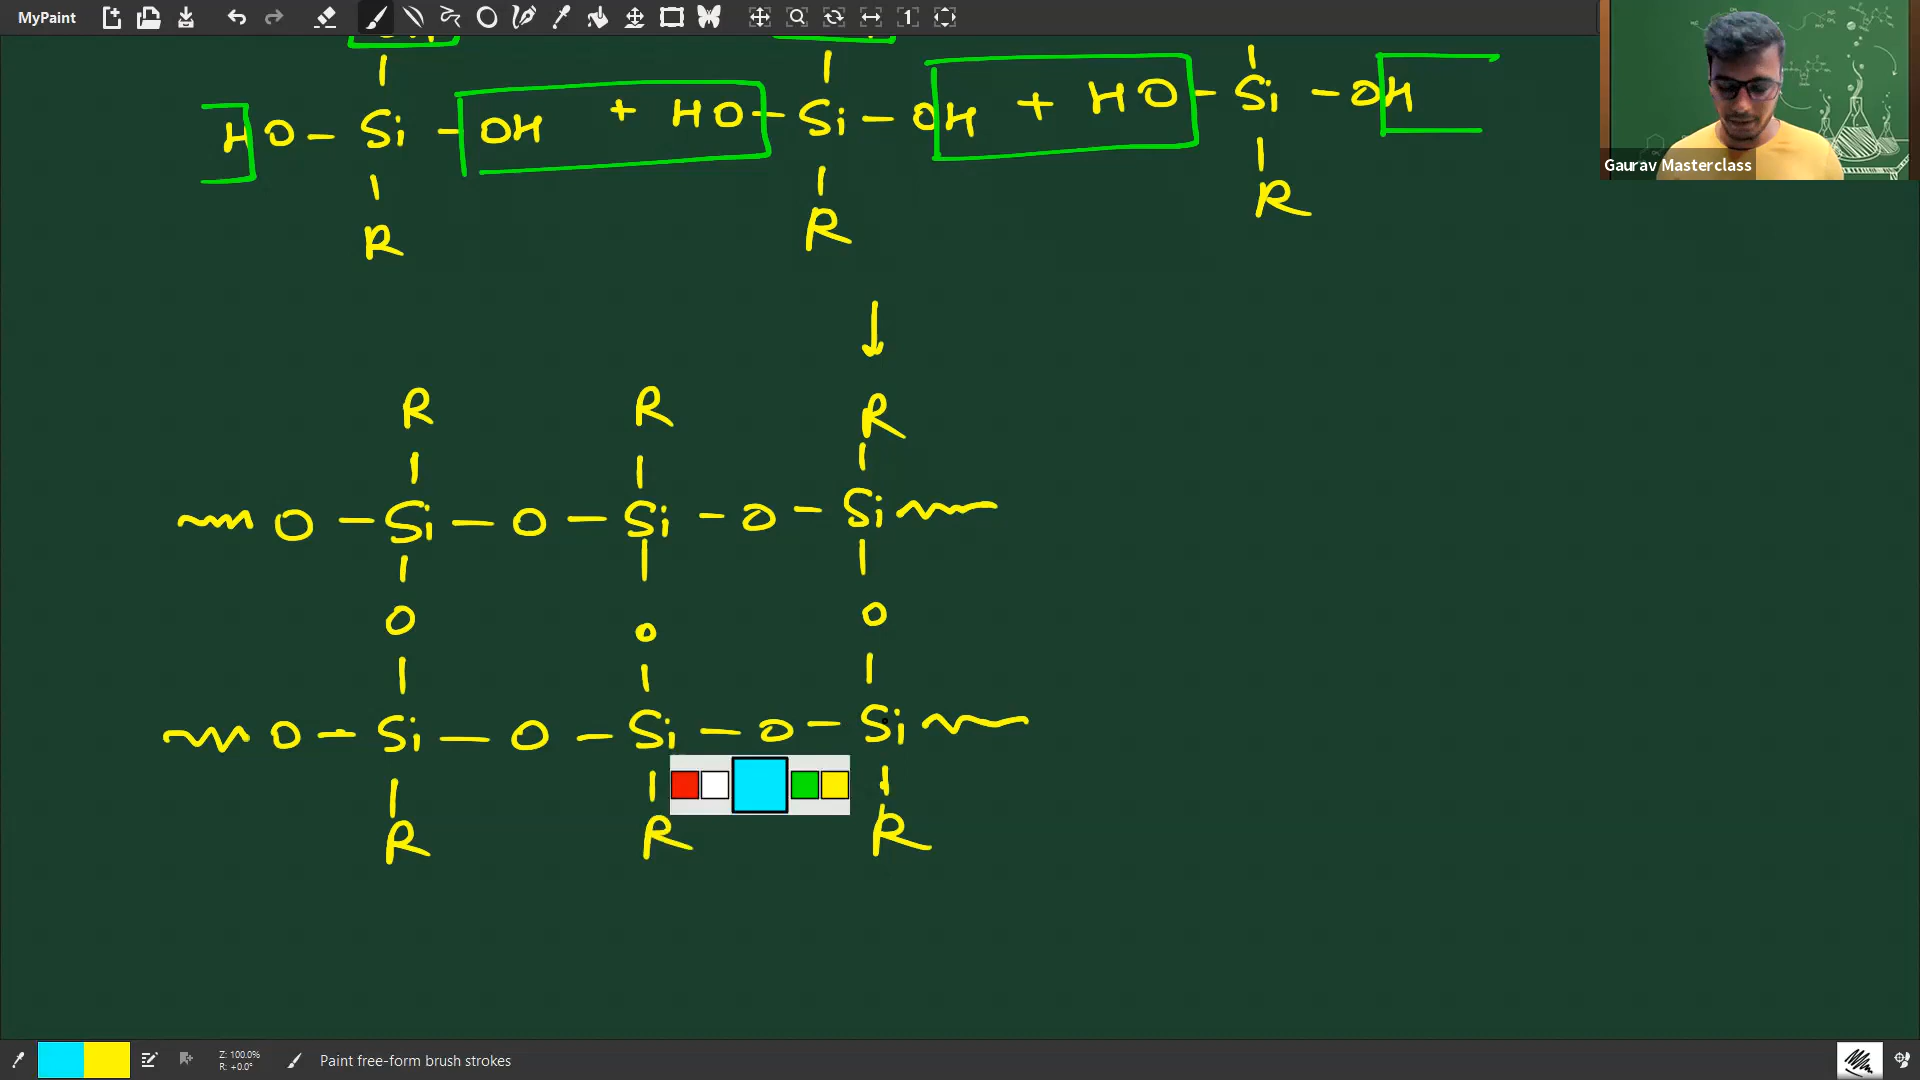 MyPaint
HO - Si - OH + HO - Si - OH + HO - Si - OH
R R R
R R R
O - Si - O - Si - O - Si
O O O
O - Si - O - Si - O - Si
R R R
Gaurav Masterclass
Z: 100.0%
R: +0.0°
Paint free-form brush strokes